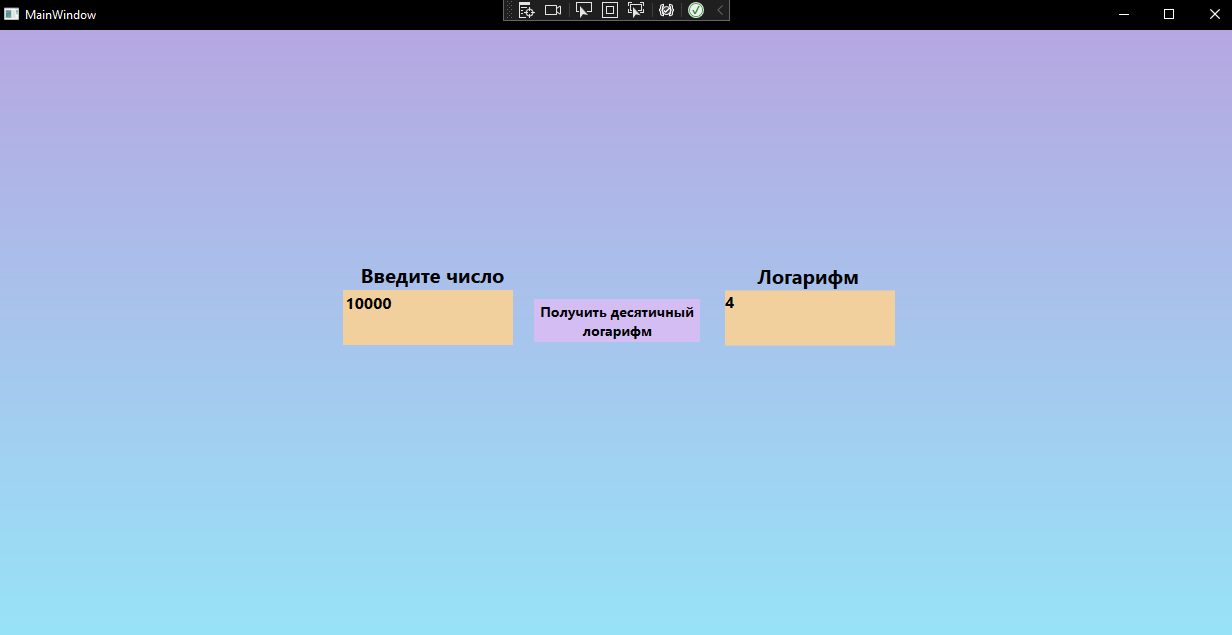 MainWindow
Введите число
Логарифм
10000
Получить десятичный
логарифм
4